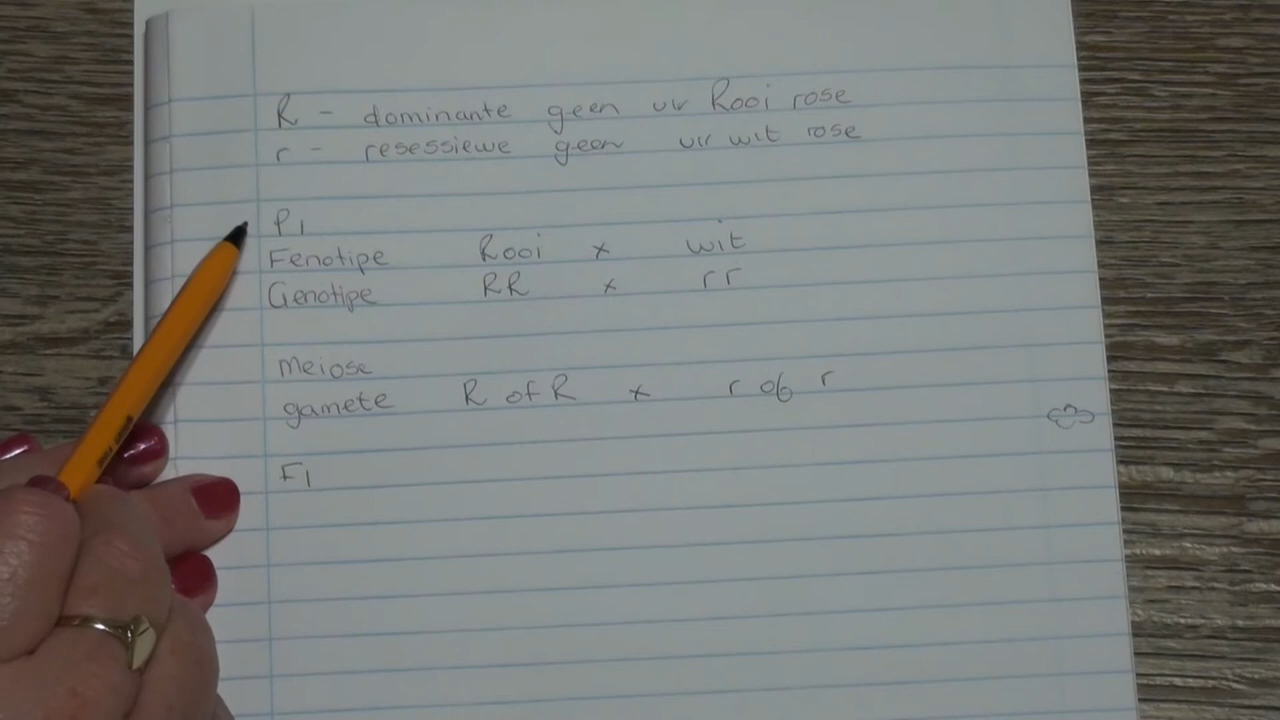 R - dominante geen vir Rooi rose
r - resessiewe geen vir wit rose
P1
Fenotipe Rooi x wit
Genotipe RR x rr
Meiose
gamete R of R x r of r
F1